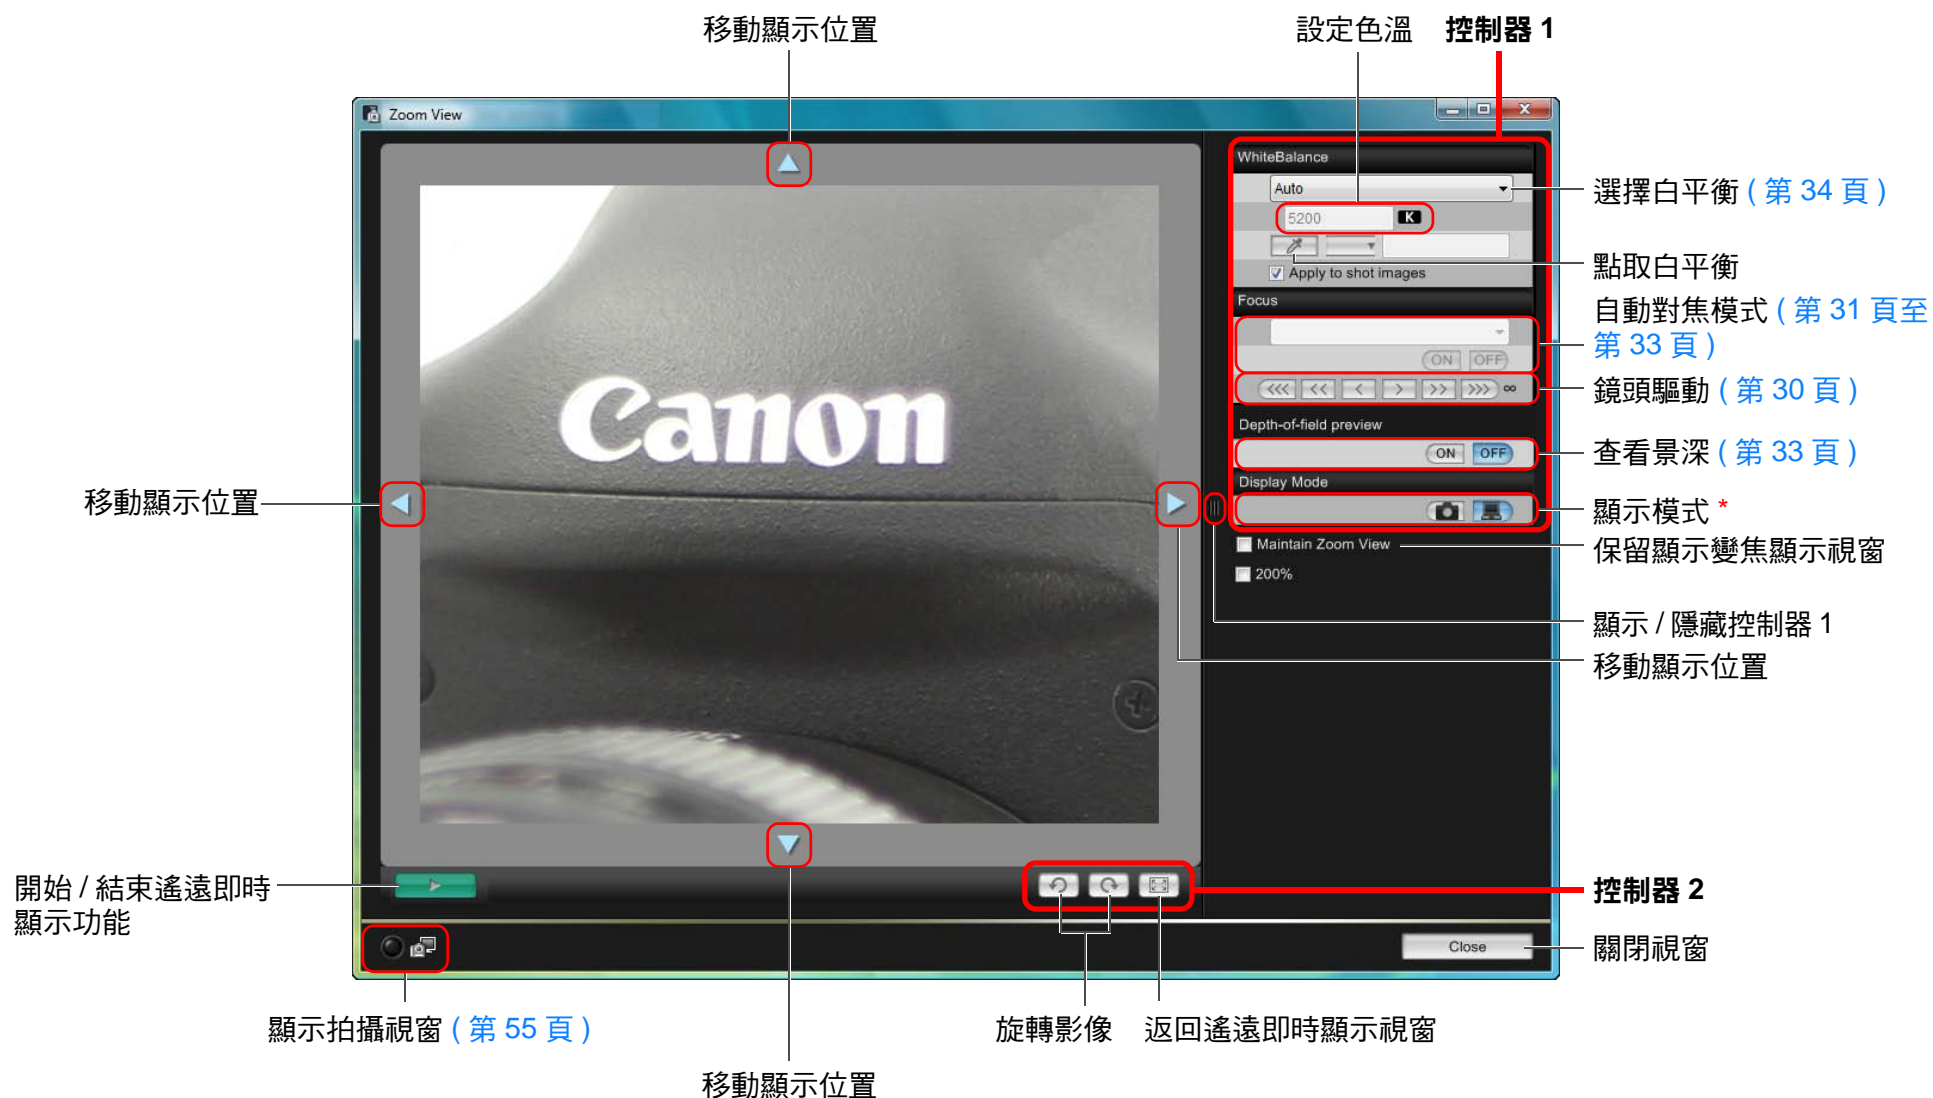 移動顯示位置
設定色溫
控制器 1
Zoom View
WhiteBalance
Auto
選擇白平衡 ( 第 34 頁 )
5200 K
點取白平衡
Apply to shot images
Focus
自動對焦模式 ( 第 31 頁至
第 33 頁 )
ON OFF
<<< << < > >> >>> ∞
鏡頭驅動 ( 第 30 頁 )
Depth-of-field preview
ON OFF
查看景深 ( 第 33 頁 )
Display Mode
顯示模式 *
Maintain Zoom View
保留顯示變焦顯示視窗
200%
顯示 / 隱藏控制器 1
移動顯示位置
Canon
移動顯示位置
開始 / 結束遙遠即時
顯示功能
控制器 2
Close
關閉視窗
顯示拍攝視窗 ( 第 55 頁 )
旋轉影像
返回遙遠即時顯示視窗
移動顯示位置